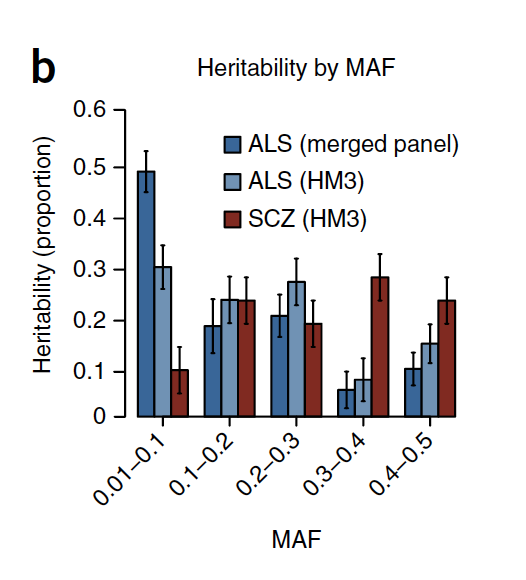 b
Heritability by MAF
Heritability (proportion)
0.6
0.5
0.4
0.3
0.2
0.1
0
ALS (merged panel)
ALS (HM3)
SCZ (HM3)
0.01–0.1
0.1–0.2
0.2–0.3
0.3–0.4
0.4–0.5
MAF